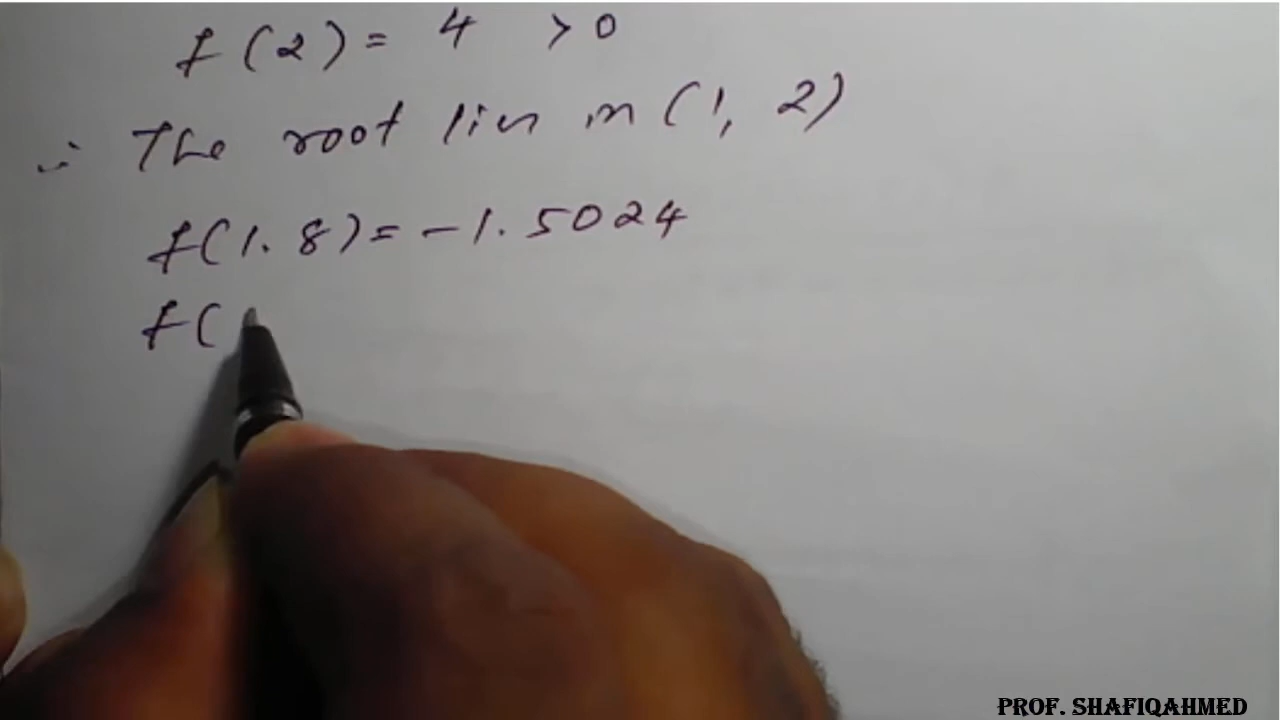 f(2) = 4 > 0
∴ The root lies in (1, 2)
f(1.8) = -1.5024
f(
PROF. SHAFIQAHMED